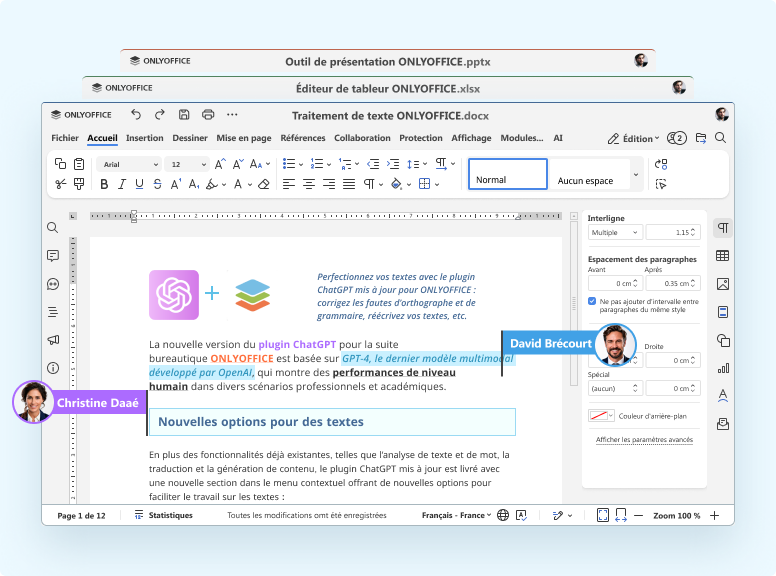 ONLYOFFICE
Outil de présentation ONLYOFFICE.pptx
ONLYOFFICE
Éditeur de tableur ONLYOFFICE.xlsx
ONLYOFFICE
Traitement de texte ONLYOFFICE.docx
Fichier Accueil Insertion Dessiner Mise en page Références Collaboration Protection Affichage Modules... AI Édition 2
Arial 12
Normal
Aucun espace
Interligne
Multiple 1.15
Espacement des paragraphes
Avant Après
0 cm 0.35 cm
Ne pas ajouter d'intervalle entre
paragraphes du même style
Droite
0 cm
Spécial
(aucun) 0 cm
Couleur d'arrière-plan
Afficher les paramètres avancés
Perfectionnez vos textes avec le plugin
ChatGPT mis à jour pour ONLYOFFICE :
corrigez les fautes d'orthographe et de
grammaire, réécrivez vos textes, etc.
La nouvelle version du plugin ChatGPT pour la suite
bureautique ONLYOFFICE est basée sur GPT-4, le dernier modèle multimodal
développé par OpenAI, qui montre des performances de niveau
humain dans divers scénarios professionnels et académiques.
David Brécourt
Christine Daaé
Nouvelles options pour des textes
En plus des fonctionnalités déjà existantes, telles que l'analyse de texte et de mot, la
traduction et la génération de contenu, le plugin ChatGPT mis à jour est livré avec
une nouvelle section dans le menu contextuel offrant de nouvelles options pour
faciliter le travail sur les textes :
Page 1 de 12 Statistiques Toutes les modifications omt été enregistrées Français - France Zoom 100 %